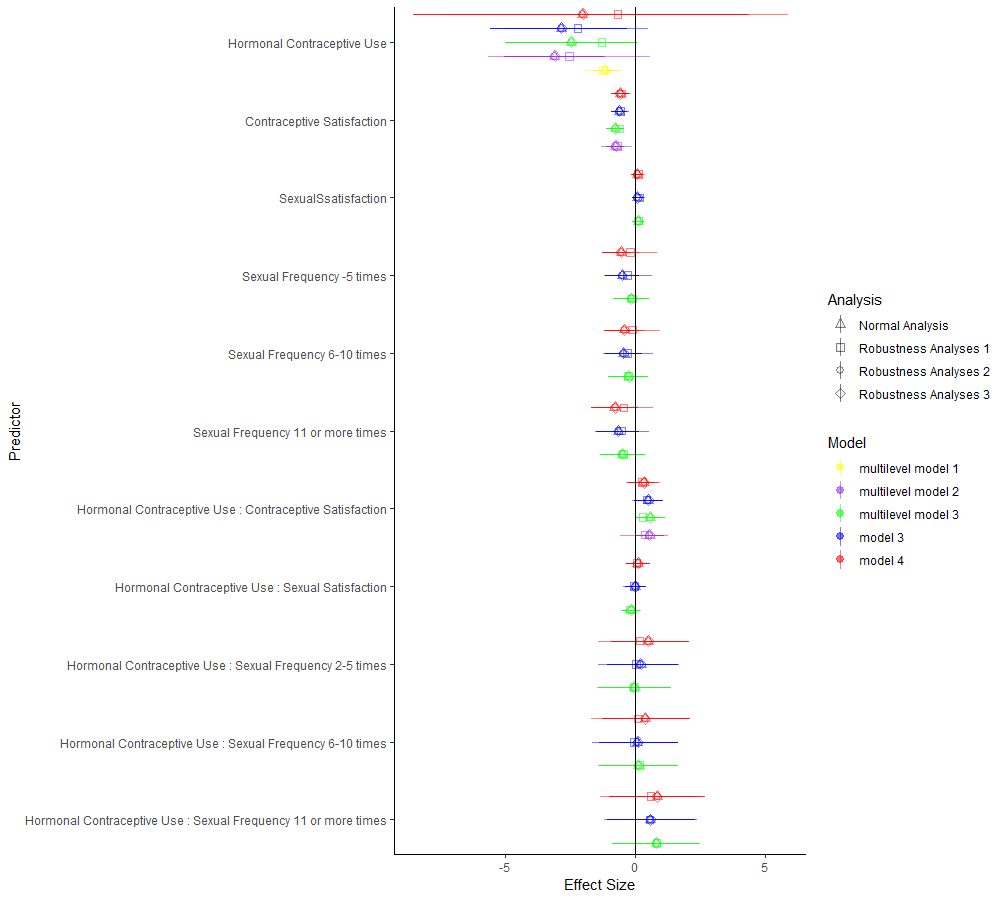 Hormonal Contraceptive Use
Contraceptive Satisfaction
SexualSsatisfaction
Sexual Frequency -5 times
Sexual Frequency 6-10 times
Sexual Frequency 11 or more times
Hormonal Contraceptive Use : Contraceptive Satisfaction
Hormonal Contraceptive Use : Sexual Satisfaction
Hormonal Contraceptive Use : Sexual Frequency 2-5 times
Hormonal Contraceptive Use : Sexual Frequency 6-10 times
Hormonal Contraceptive Use : Sexual Frequency 11 or more times
Predictor
-5 0 5
Effect Size
Analysis
Normal Analysis
Robustness Analyses 1
Robustness Analyses 2
Robustness Analyses 3
Model
multilevel model 1
multilevel model 2
multilevel model 3
model 3
model 4